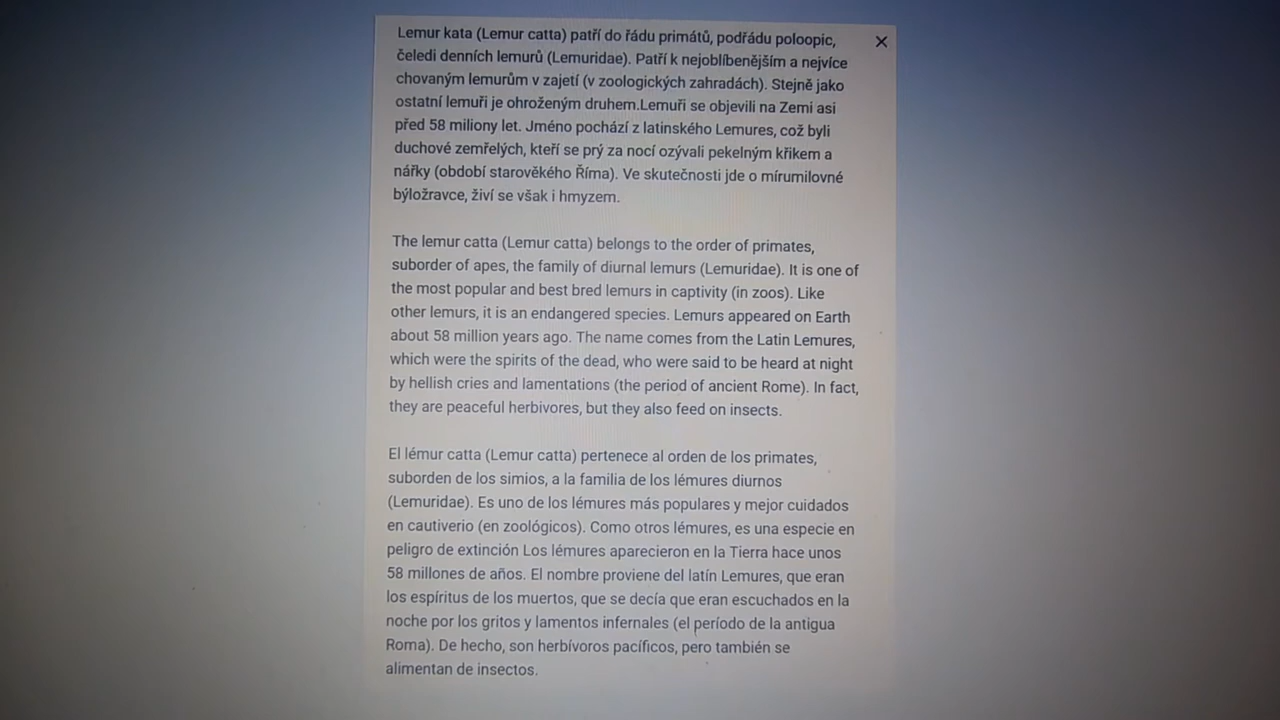 Lemur kata (Lemur catta) patří do řádu primátů, podřádu poloopic,
čeledi denních lemurů (Lemuridae). Patří k nejoblíbenějším a nejvíce
chovaným lemurům v zajetí (v zoologických zahradách). Stejně jako
ostatní lemuři je ohroženým druhem.Lemuři se objevili na Zemi asi
před 58 miliony let. Jméno pochází z latinského Lemures, což byli
duchové zemřelých, kteří se prý za nocí ozývali pekelným křikem a
nářky (období starověkého Říma). Ve skutečnosti jde o mírumilovné
býložravce, živí se však i hmyzem.
The lemur catta (Lemur catta) belongs to the order of primates,
suborder of apes, the family of diurnal lemurs (Lemuridae). It is one of
the most popular and best bred lemurs in captivity (in zoos). Like
other lemurs, it is an endangered species. Lemurs appeared on Earth
about 58 million years ago. The name comes from the Latin Lemures,
which were the spirits of the dead, who were said to be heard at night
by hellish cries and lamentations (the period of ancient Rome). In fact,
they are peaceful herbivores, but they also feed on insects.
El lémur catta (Lemur catta) pertenece al orden de los primates,
suborden de los simios, a la familia de los lémures diurnos
(Lemuridae). Es uno de los lémures más populares y mejor cuidados
en cautiverio (en zoológicos). Como otros lémures, es una especie en
peligro de extinción Los lémures aparecieron en la Tierra hace unos
58 millones de años. El nombre proviene del latín Lemures, que eran
los espíritus de los muertos, que se decía que eran escuchados en la
noche por los gritos y lamentos infernales (el período de la antigua
Roma). De hecho, son herbívoros pacíficos, pero también se
alimentan de insectos.